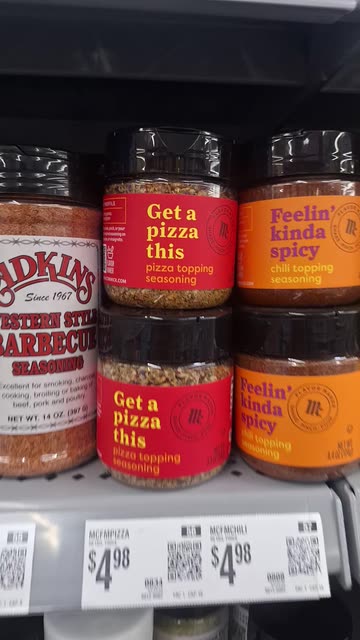 ADKINS
Since 1967
WESTERN STYLE
BARBECUE
SEASONING
Excellent for smoking,
cooking, broiling or baking of
beef, pork and poultry
NET WT. 14 OZ.
Get a
pizza
this
pizza topping
seasoning
Feelin'
kinda
spicy
chili topping
seasoning
Get a
pizza
this
pizza topping
seasoning
Feelin'
kinda
spicy
chili topping
seasoning
MCFMPIZZA
$4.98
MCFMCHILI
$4.98